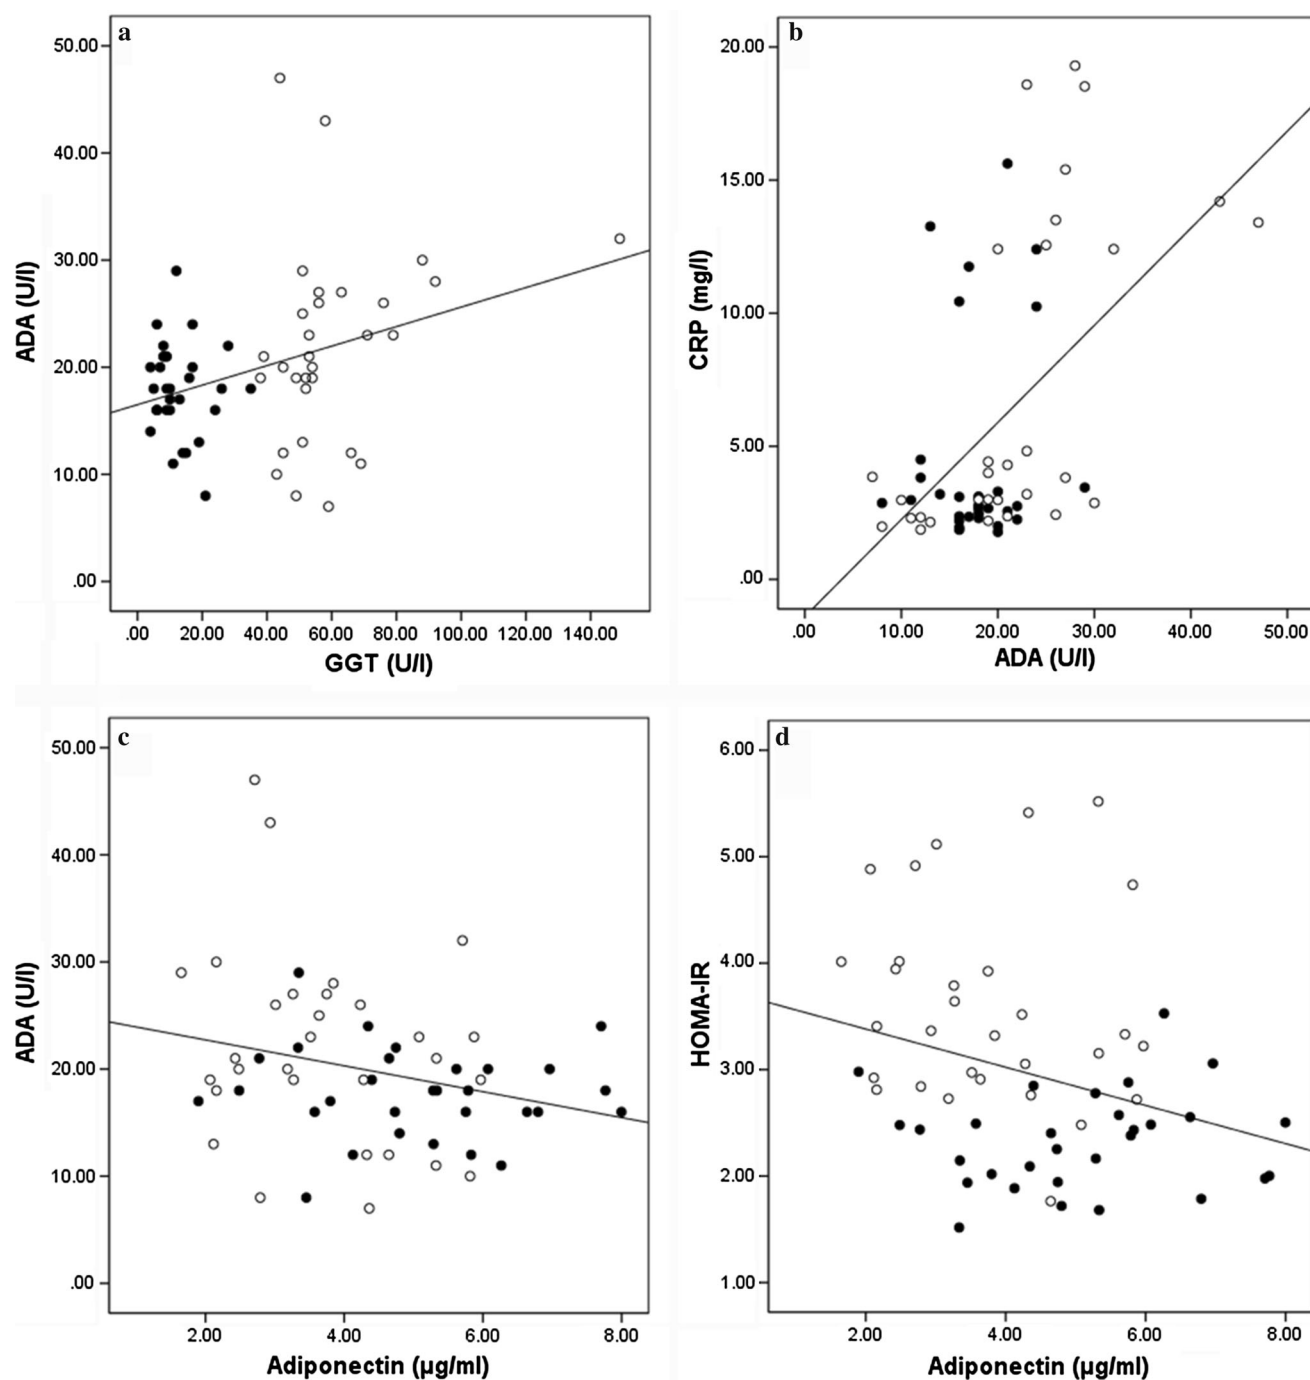 a
50.00
40.00
30.00
20.00
10.00
.00
ADA (U/l)
.00 20.00 40.00 60.00 80.00 100.00 120.00 140.00
GGT (U/l)
b
20.00
15.00
10.00
5.00
.00
CRP (mg/l)
.00 10.00 20.00 30.00 40.00 50.00
ADA (U/l)
c
50.00
40.00
30.00
20.00
10.00
.00
ADA (U/l)
2.00 4.00 6.00 8.00
Adiponectin (µg/ml)
d
6.00
5.00
4.00
3.00
2.00
1.00
HOMA-IR
2.00 4.00 6.00 8.00
Adiponectin (µg/ml)